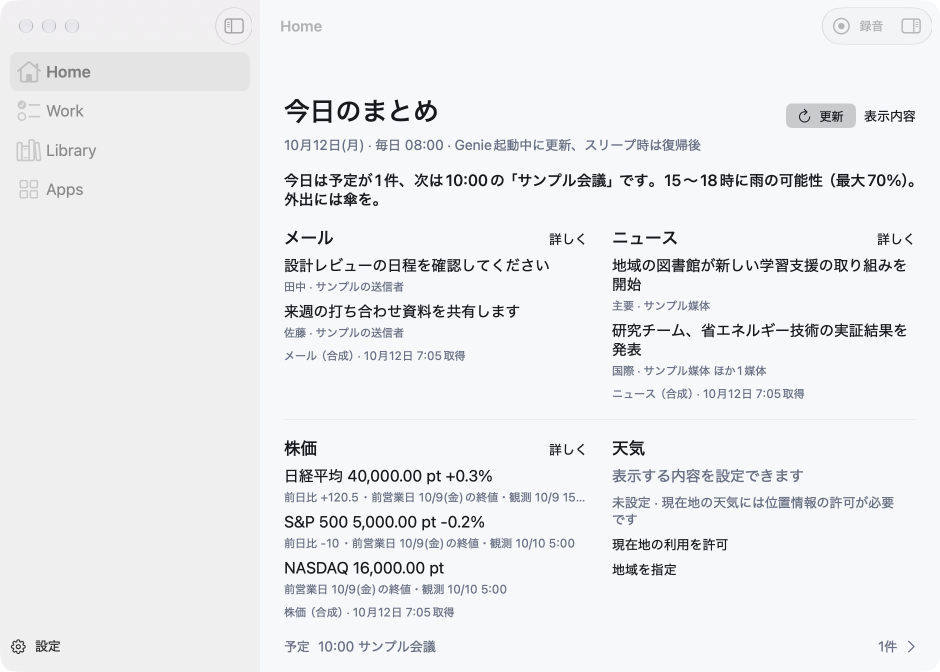 Home
録音
Home
Work
Library
Apps
設定
今日のまとめ
更新
表示内容
10月12日(月) · 毎日 08:00 · Genie起動中に更新、スリープ時は復帰後
今日は予定が1件、次は10:00の「サンプル会議」です。15〜18時に雨の可能性（最大70%）。
外出には傘を。
メール
詳しく
設計レビューの日程を確認してください
田中 · サンプルの送信者
来週の打ち合わせ資料を共有します
佐藤 · サンプルの送信者
メール（合成）· 10月12日 7:05取得
ニュース
詳しく
地域の図書館が新しい学習支援の取り組みを
開始
主要 · サンプル媒体
研究チーム、省エネルギー技術の実証結果を
発表
国際 · サンプル媒体 ほか1媒体
ニュース（合成）· 10月12日 7:05取得
株価
詳しく
日経平均 40,000.00 pt +0.3%
前日比 +120.5・前営業日 10/9(金)の終値・観測 10/9 15...
S&P 500 5,000.00 pt -0.2%
前日比 -10・前営業日 10/9(金)の終値・観測 10/10 5:00
NASDAQ 16,000.00 pt
前営業日 10/9(金)の終値・観測 10/10 5:00
株価（合成）· 10月12日 7:05取得
天気
表示する内容を設定できます
未設定 · 現在地の天気には位置情報の許可が必要
です
現在地の利用を許可
地域を指定
予定 10:00 サンプル会議
1件